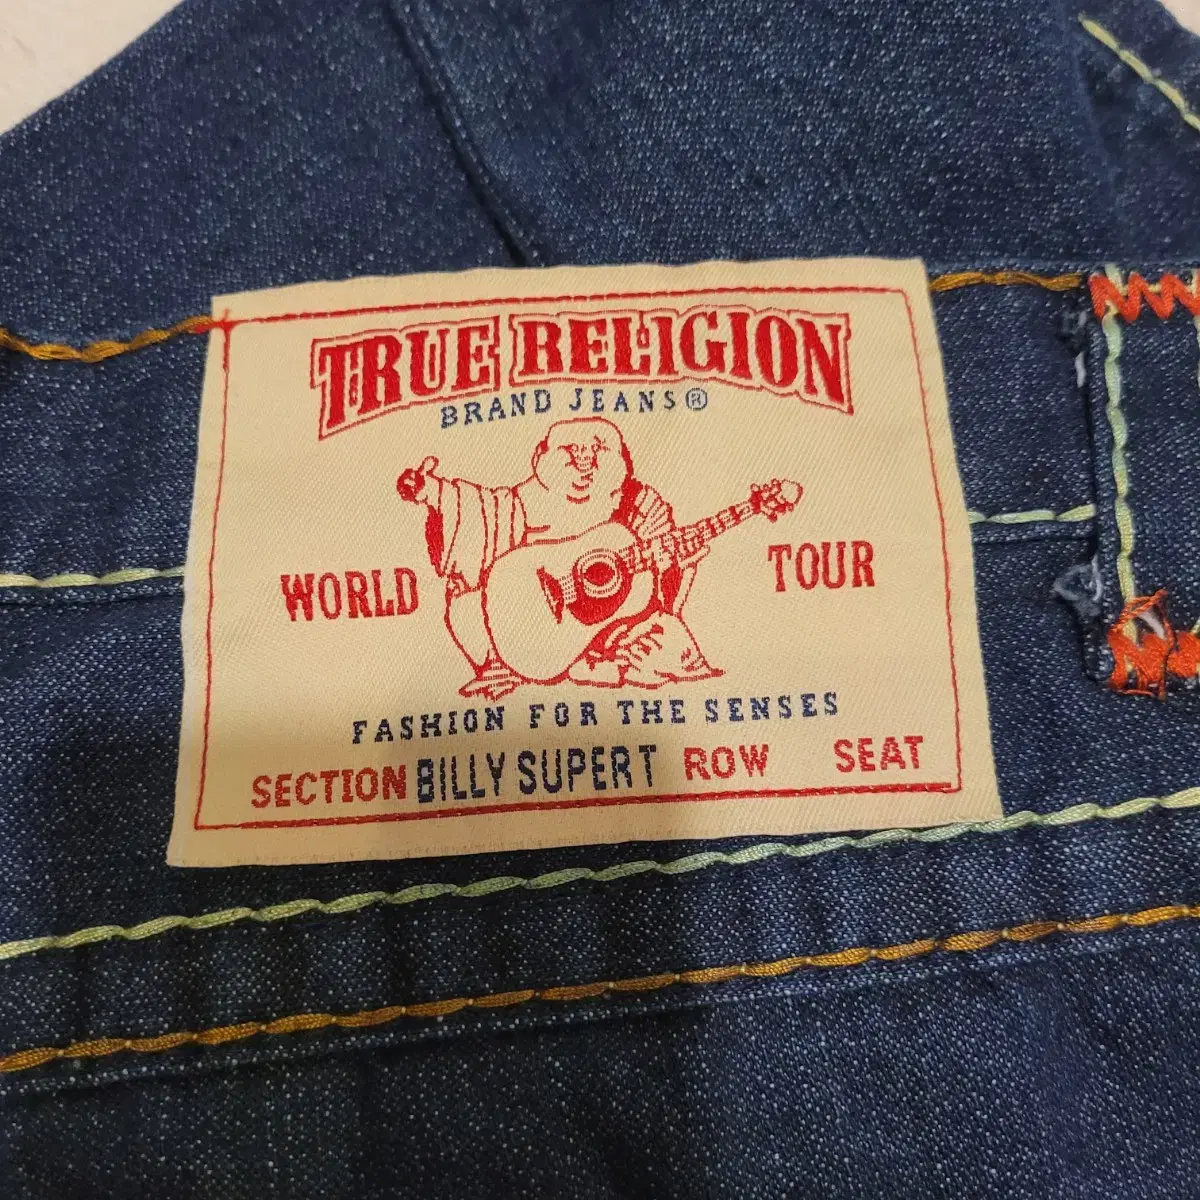 TRUE RELIGION
BRAND JEANS®
WORLD TOUR
FASHION FOR THE SENSES
SECTION BILLY SUPERT ROW SEAT